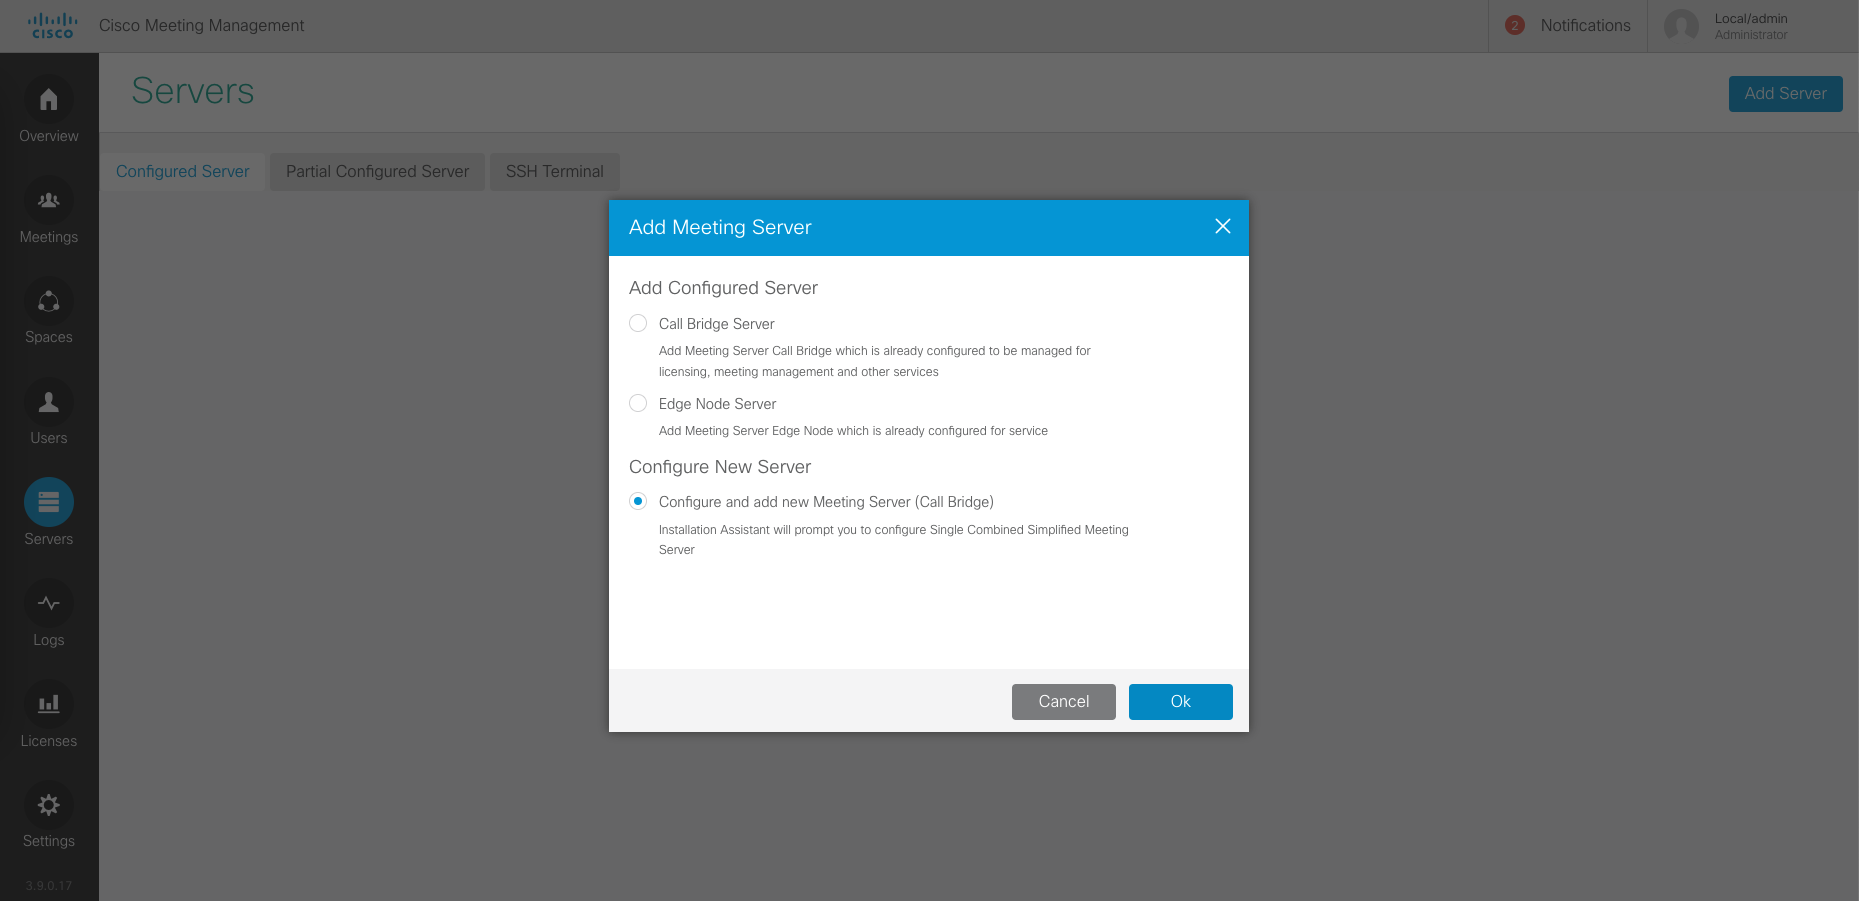 cisco
Cisco Meeting Management
2
Notifications
Local/admin
Administrator
Servers
Add Server
Overview
Meetings
Spaces
Users
Servers
Logs
Licenses
Settings
3.9.0.17
Configured Server
Partial Configured Server
SSH Terminal
Add Meeting Server
Add Configured Server
Call Bridge Server
Add Meeting Server Call Bridge which is already configured to be managed for
licensing, meeting management and other services
Edge Node Server
Add Meeting Server Edge Node which is already configured for service
Configure New Server
Configure and add new Meeting Server (Call Bridge)
Installation Assistant will prompt you to configure Single Combined Simplified Meeting
Server
Cancel
Ok